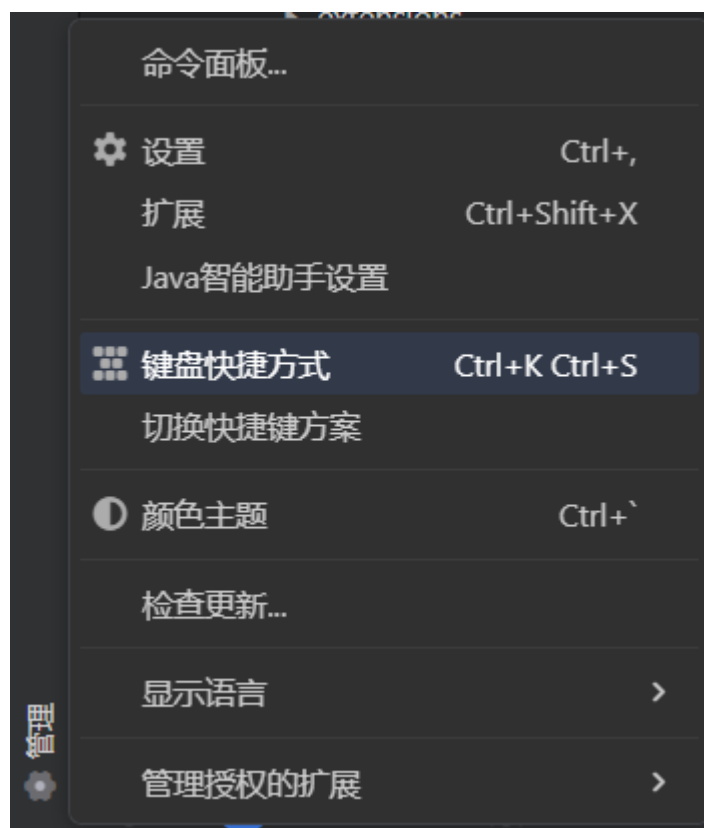 extensions
命令面板...
设置 Ctrl+,
扩展 Ctrl+Shift+X
Java智能助手设置
键盘快捷方式 Ctrl+K Ctrl+S
切换快捷键方案
颜色主题 Ctrl+`
检查更新...
显示语言
管理授权的扩展
管理